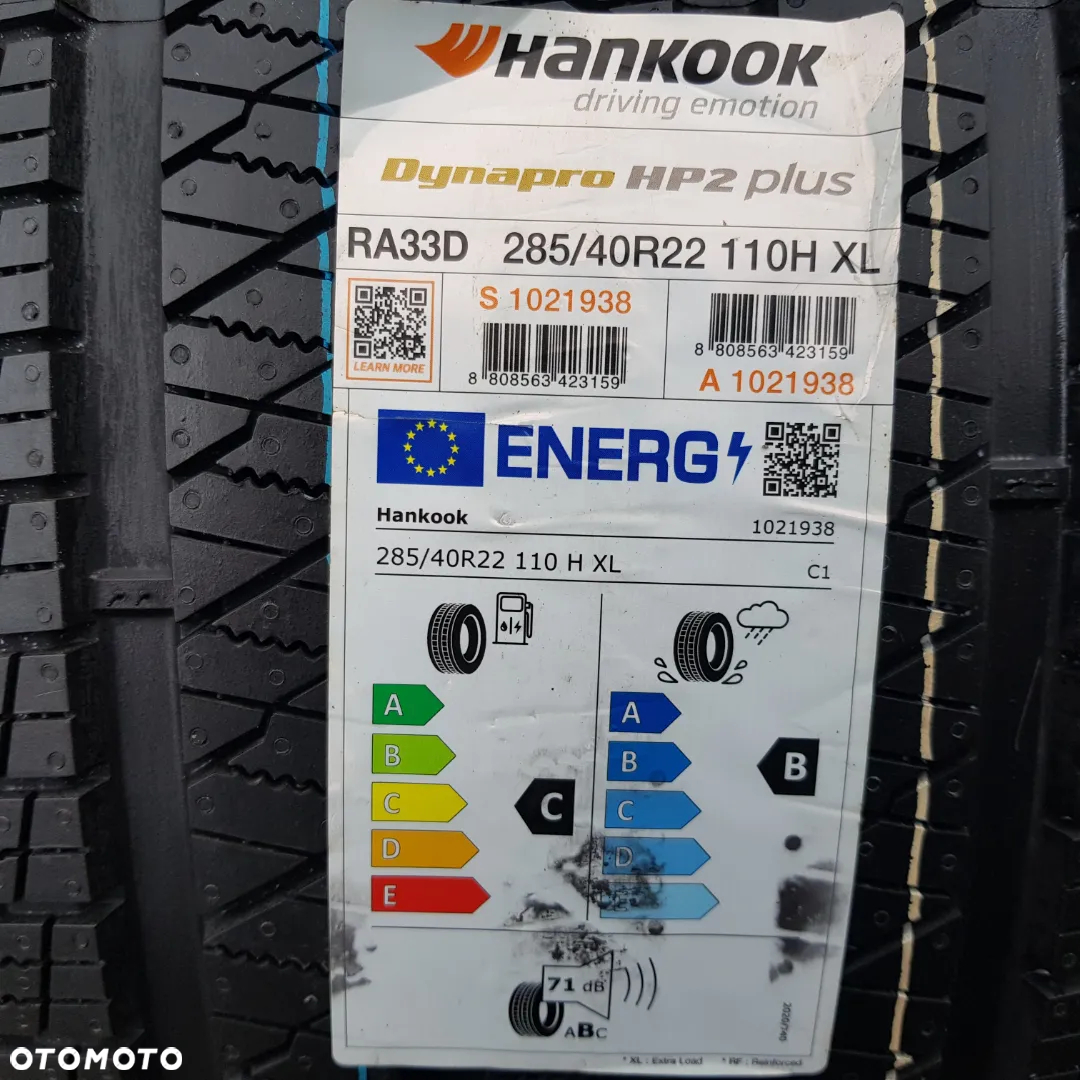 HANKOOK
driving emotion
Dynapro HP2 plus
RA33D 285/40R22 110H XL
LEARN MORE
S 1021938
8 808563 423159
8 808563 423159
A 1021938
ENERG
Hankook 1021938
285/40R22 110 H XL C1
A A
B B B
C C C
D D
E
71 dB
ABC
2020/740
* XL : Extra Load * RF : Reinforced
OTOMOTO